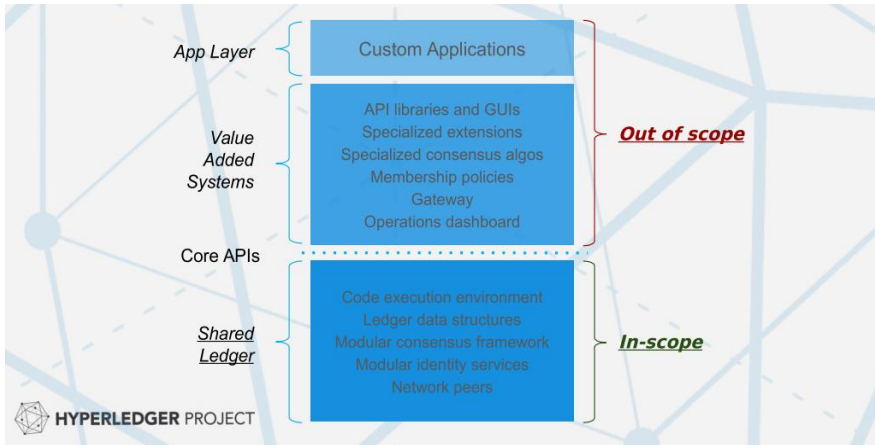 App Layer
Custom Applications
Value
Added
Systems
API libraries and GUIs
Specialized extensions
Specialized consensus algos
Membership policies
Gateway
Operations dashboard
Out of scope
Core APIs
Shared
Ledger
Code execution environment
Ledger data structures
Modular consensus framework
Modular identity services
Network peers
In-scope
HYPERLEDGER PROJECT